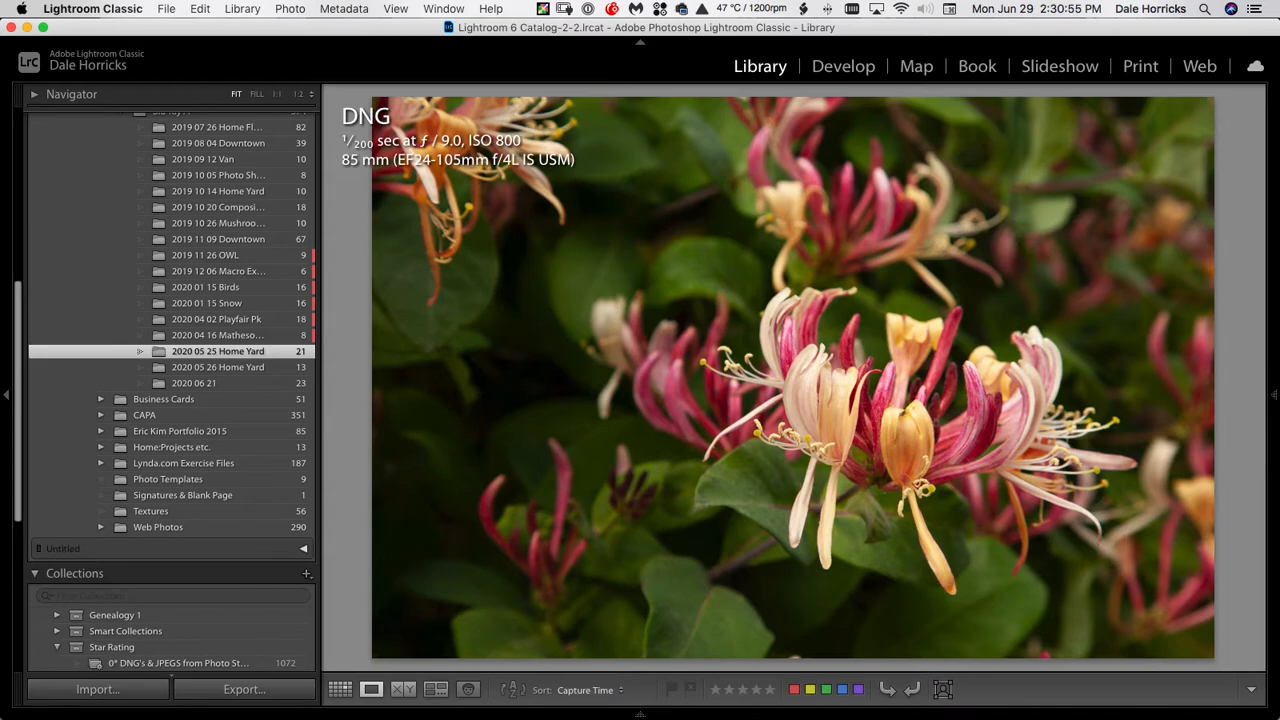 Lightroom Classic File Edit Library Photo Metadata View Window Help 47 °C / 1200rpm Mon Jun 29 2:30:55 PM Dale Horricks
Lightroom 6 Catalog-2-2.lrcat - Adobe Photoshop Lightroom Classic - Library
LrC
Adobe Lightroom Classic
Dale Horricks
Library Develop Map Book Slideshow Print Web
Navigator FIT FILL 1:1 1:2
2019 07 26 Home Fl... 82
2019 08 04 Downtown 39
2019 09 12 Van 10
2019 10 05 Photo Sh... 8
2019 10 14 Home Yard 10
2019 10 20 Composi... 18
2019 10 26 Mushroo... 10
2019 11 09 Downtown 67
2019 11 26 OWL 9
2019 12 06 Macro Ex... 6
2020 01 15 Birds 16
2020 01 15 Snow 16
2020 04 02 Playfair Pk 18
2020 04 16 Matheso... 8
2020 05 25 Home Yard 21
2020 05 26 Home Yard 13
2020 06 21 23
Business Cards 51
CAPA 351
Eric Kim Portfolio 2015 85
Home:Projects etc. 13
Lynda.com Exercise Files 187
Photo Templates 9
Signatures & Blank Page 1
Textures 56
Web Photos 290
Untitled
Collections
Filter Collections
Genealogy 1
Smart Collections
Star Rating
0* DNG's & JPEGS from Photo St... 1072
Import... Export...
DNG
1/200 sec at ƒ / 9.0, ISO 800
85 mm (EF24-105mm f/4L IS USM)
XY
Sort: Capture Time